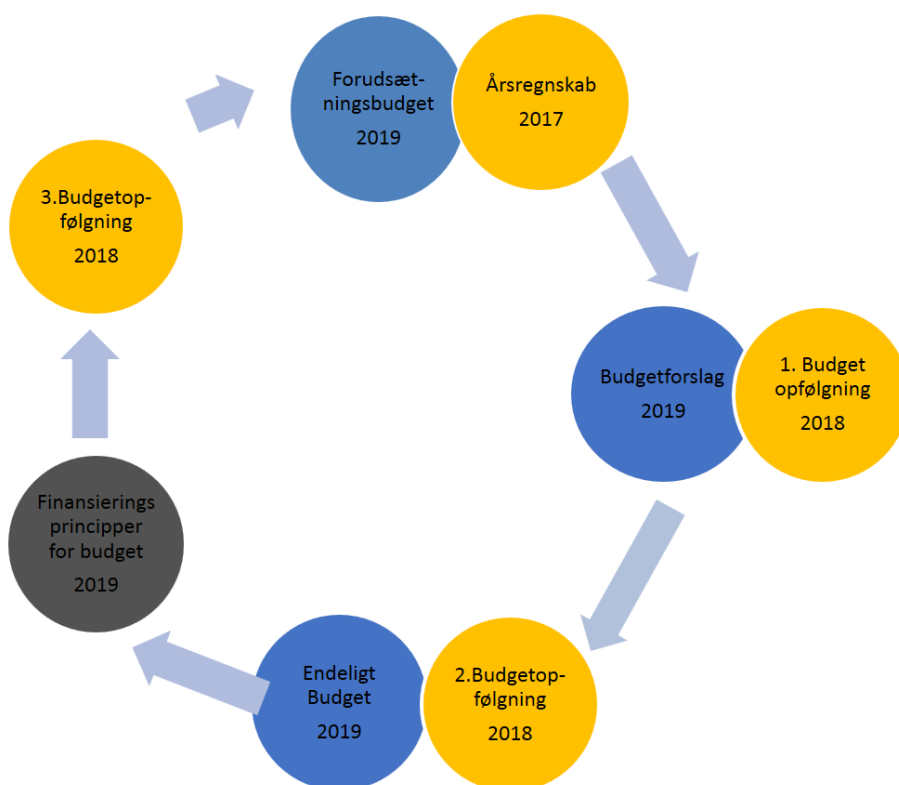 Forudsæt-
ningsbudget
2019
Årsregnskab
2017
1. Budget
opfølgning
2018
Budgetforslag
2019
2.Budgetop-
følgning
2018
Endeligt
Budget
2019
Finansierings
principper
for budget
2019
3.Budgetop-
følgning
2018